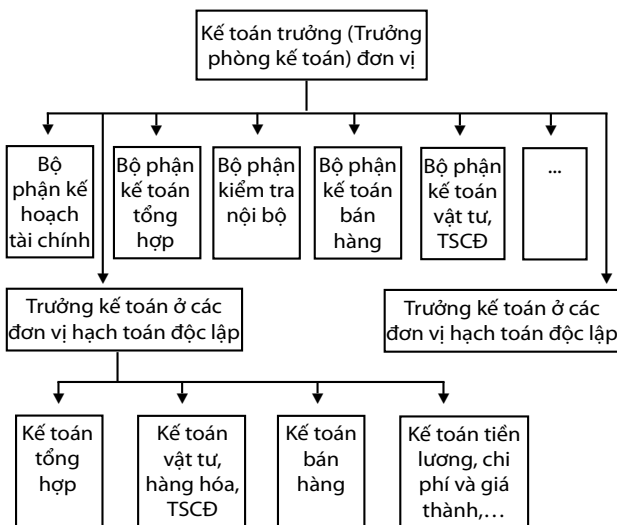 Kế toán trưởng (Trưởng
phòng kế toán) đơn vị
Bộ
phận kế
hoạch
tài chính
Bộ phận
kế toán
tổng
hợp
Bộ phận
kiểm tra
nội bộ
Bộ phận
kế toán
bán
hàng
Bộ phận
kế toán
vật tư,
TSCĐ
...
Trưởng kế toán ở các
đơn vị hạch toán độc lập
Trưởng kế toán ở các
đơn vị hạch toán độc lập
Kế toán
tổng
hợp
Kế toán
vật tư,
hàng hóa,
TSCĐ
Kế toán
bán
hàng
Kế toán tiền
lương, chi
phí và giá
thành,...